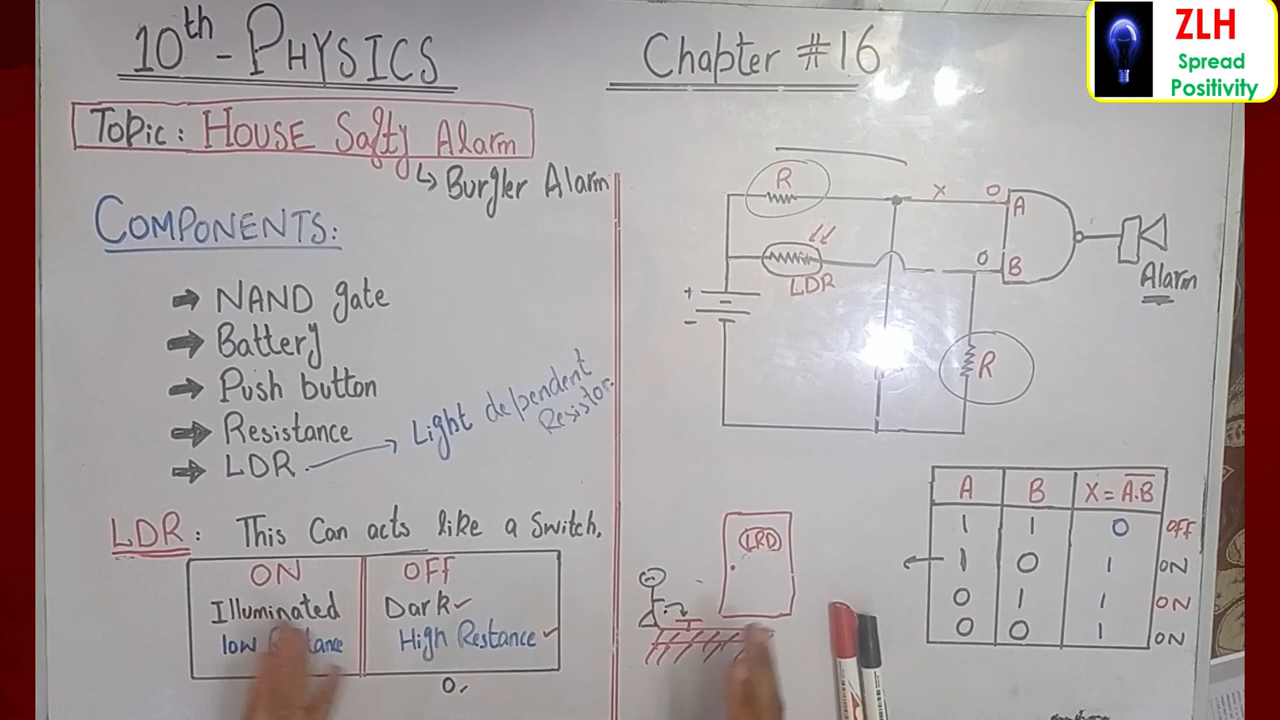 10th - PHYSICS
Chapter # 16
ZLH
Spread
Positivity
Topic: HOUSE Safty Alarm
↳ Burgler Alarm
COMPONENTS:
➡ NAND gate
➡ Battery
➡ Push button
➡ Resistance
➡ LDR → Light dependent
Resistor.
LDR: This Can acts like a Switch.
ON OFF
Illuminated Dark✓
low High Restance ✓
0.
R
x 0
A
0
B
LDR
Alarm
+
-
R
A B X = \overline{A.B}
1 1 0 OFF
1 0 1 ON
0 1 1 ON
0 0 1 ON
LRD